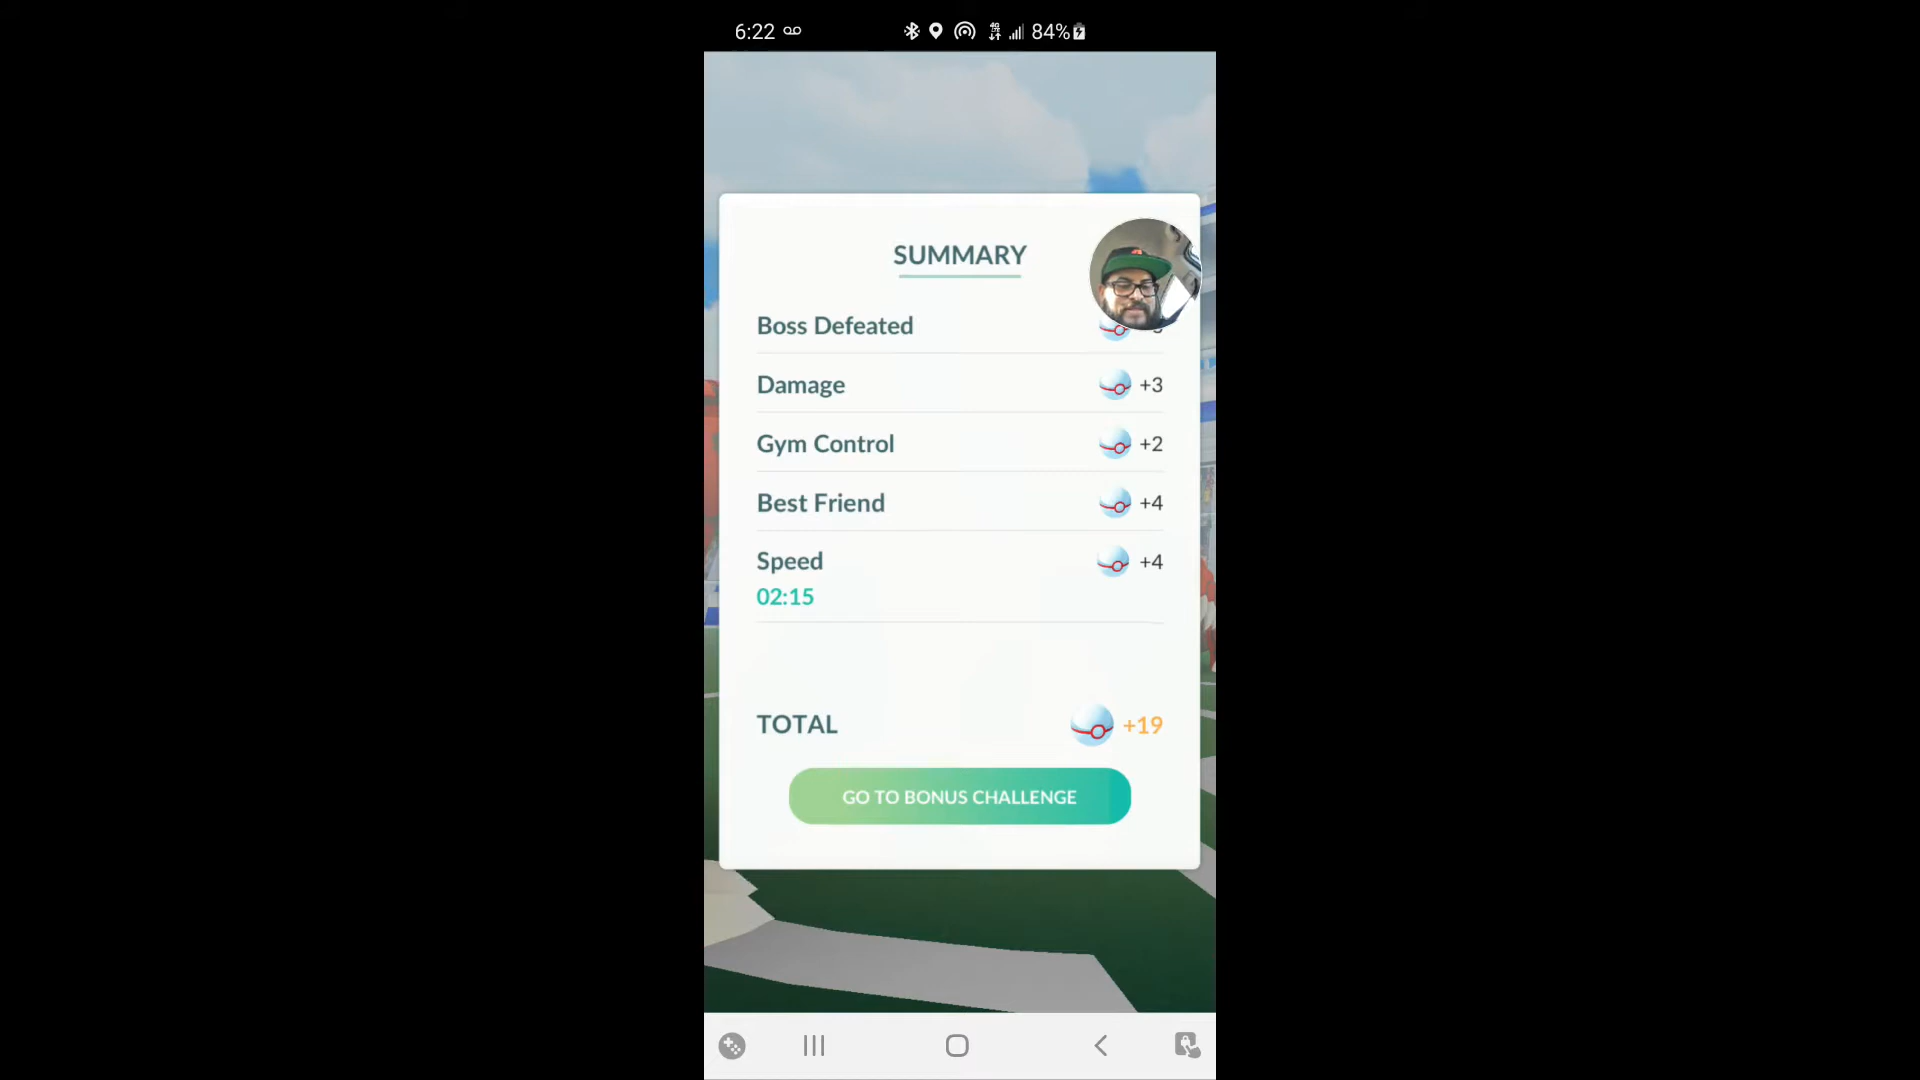 6:22 84%
SUMMARY
Boss Defeated
Damage +3
Gym Control +2
Best Friend +4
Speed +4
02:15
TOTAL +19
GO TO BONUS CHALLENGE